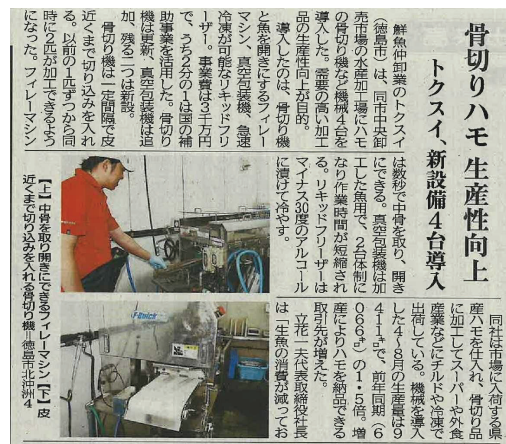 骨切りハモ 生産性向上
トクスイ、新設備4台導入
鮮魚仲卸業のトクスイ
(徳島市)は、同市中央卸
売市場の水産加工場にハモ
の骨切り機など機械4台を
導入した。需要の高い加工
品の生産性向上が目的。
導入したのは、骨切り機
と魚を開きにするフィレー
マシン、真空包装機、急速
冷凍が可能なリキッドフリ
ーザー。事業費は3千万円
で、うち2分の1は国の補
助事業を活用した。骨切り
機は更新、真空包装機は追
加、残る二つは新設。
骨切り機は一定間隔で皮
近くまで切り込みを入れ
る。以前の1匹ずつから同
時に2匹が加工できるよう
になった。フィレーマシン
は数秒で中骨を取り、開き
にできる。真空包装機は加
工した魚用で、2台体制に
なり作業時間が短縮され
る。リキッドフリーザーは
マイナス30度のアルコール
に漬けて冷やす。
同社は市場に入荷する県
産ハモを仕入れ、骨切り品
に加工してスーパーや外食
産業などにチルドや冷凍で
出荷している。機械を導入
した4〜8月の生産量は9
411㌔で、前年同期(6
066㌔)の1・5倍。増
産によりハモを納品できる
取引先が増えた。
立花一夫代表取締役社長
は「生魚の消費が減ってお
【上】中骨を取り開きにできるフィレーマシン【下】皮
近くまで切り込みを入れる骨切り機=徳島市北沖洲4